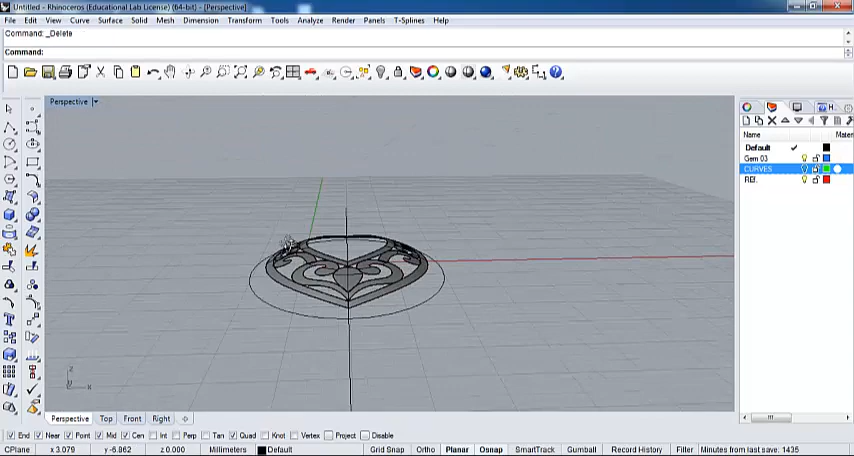 Untitled - Rhinoceros (Educational Lab License) (64-bit) - [Perspective]
File Edit View Curve Surface Solid Mesh Dimension Transform Tools Analyze Render Panels T-Splines Help
Command: _Delete
Command:
Perspective
Name Mater
Default
Gem 03
CURVES
REF.
z
y x
Perspective Top Front Right
End Near Point Mid Cen Int Perp Tan Quad Knot Vertex Project Disable
CPlane x 3.079 y -6.862 z 0.000 Millimeters Default Grid Snap Ortho Planar Osnap SmartTrack Gumball Record History Filter Minutes from last save: 1435